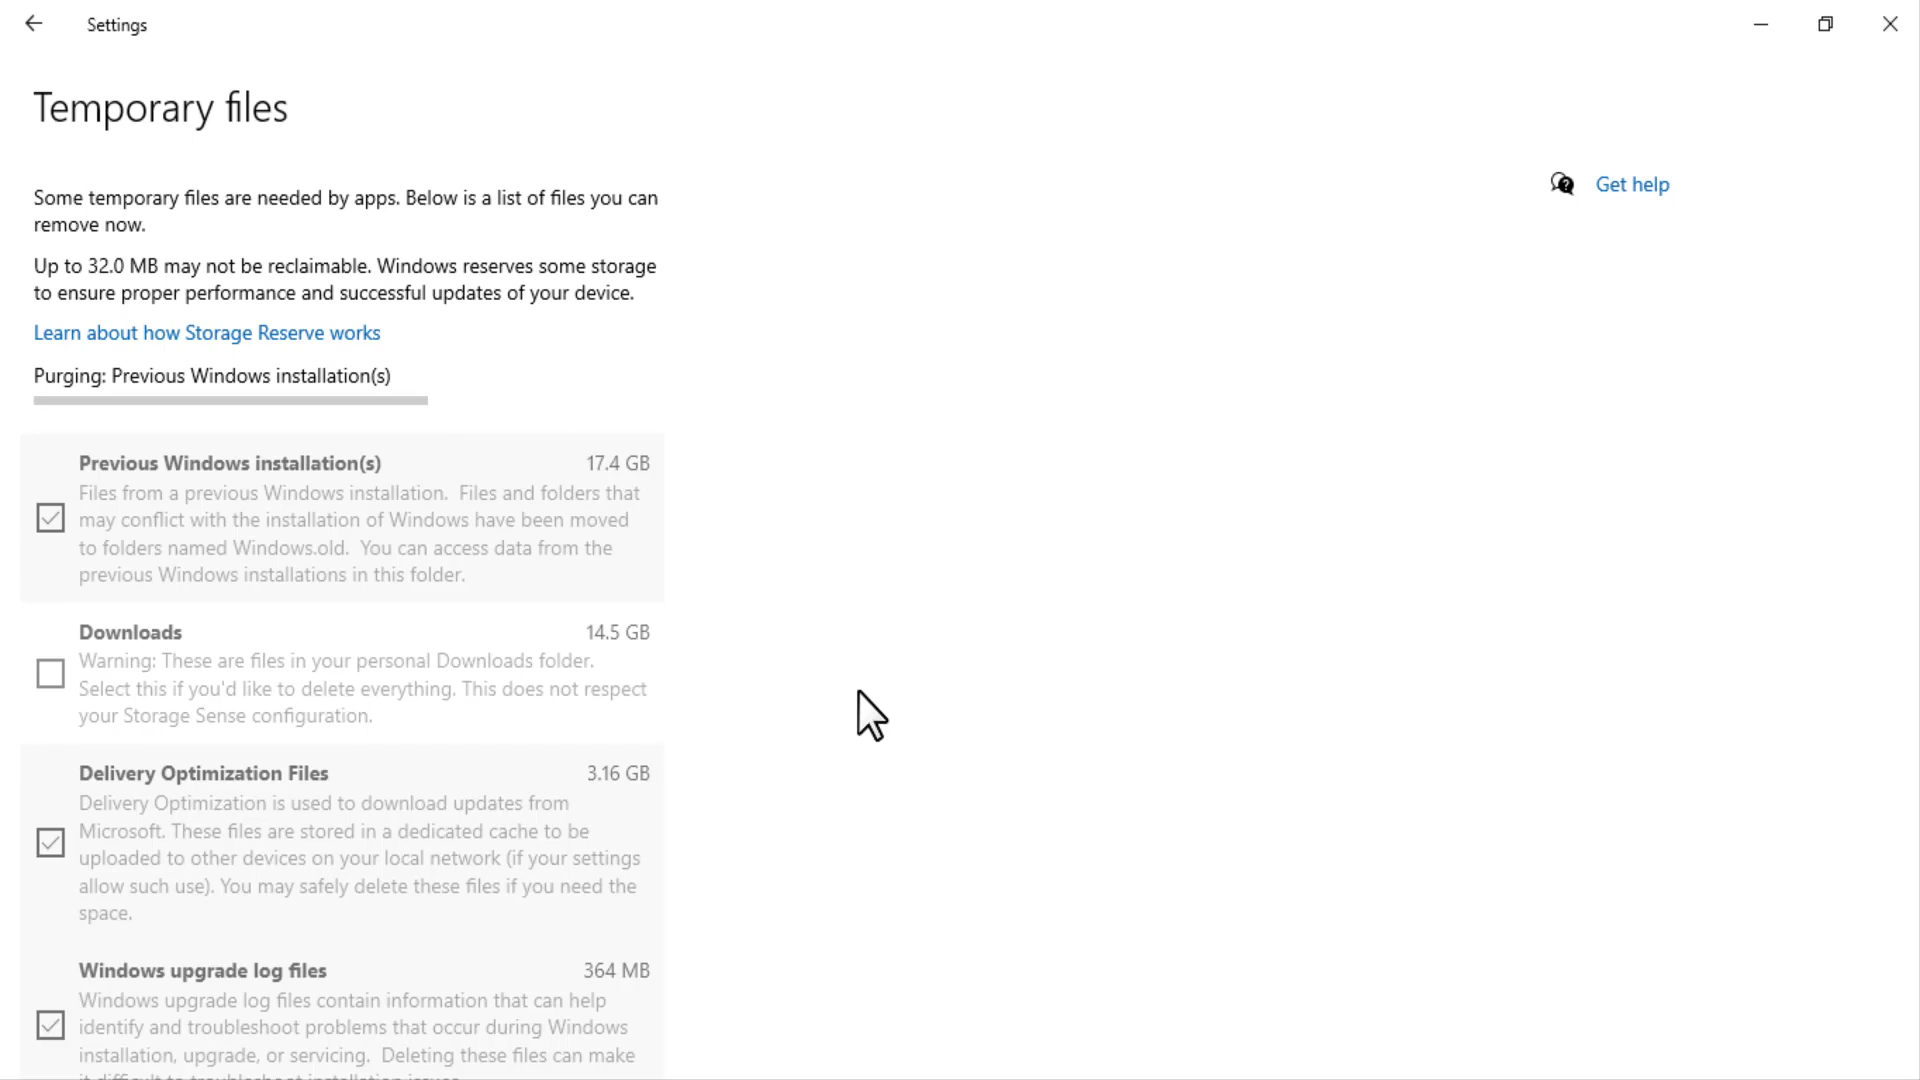 Settings
Temporary files
Get help
Some temporary files are needed by apps. Below is a list of files you can
remove now.
Up to 32.0 MB may not be reclaimable. Windows reserves some storage
to ensure proper performance and successful updates of your device.
Learn about how Storage Reserve works
Purging: Previous Windows installation(s)
Previous Windows installation(s) 17.4 GB
Files from a previous Windows installation.  Files and folders that
may conflict with the installation of Windows have been moved
to folders named Windows.old.  You can access data from the
previous Windows installations in this folder.
Downloads 14.5 GB
Warning: These are files in your personal Downloads folder.
Select this if you'd like to delete everything. This does not respect
your Storage Sense configuration.
Delivery Optimization Files 3.16 GB
Delivery Optimization is used to download updates from
Microsoft. These files are stored in a dedicated cache to be
uploaded to other devices on your local network (if your settings
allow such use). You may safely delete these files if you need the
space.
Windows upgrade log files 364 MB
Windows upgrade log files contain information that can help
identify and troubleshoot problems that occur during Windows
installation, upgrade, or servicing.  Deleting these files can make
it difficult to troubleshoot installation issues.